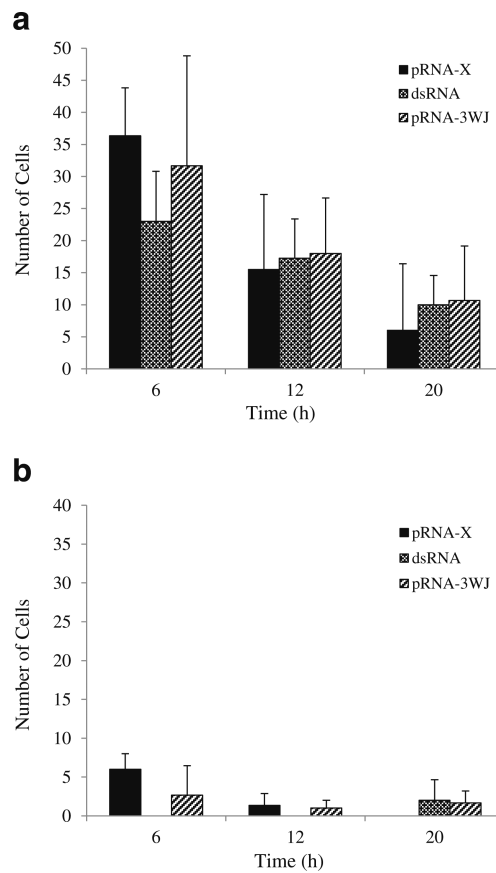 a
50
45
40
35
30
25
20
15
10
5
0
Number of Cells
pRNA-X
dsRNA
pRNA-3WJ
6 12 20
Time (h)
b
40
35
30
25
20
15
10
5
0
Number of Cells
pRNA-X
dsRNA
pRNA-3WJ
6 12 20
Time (h)